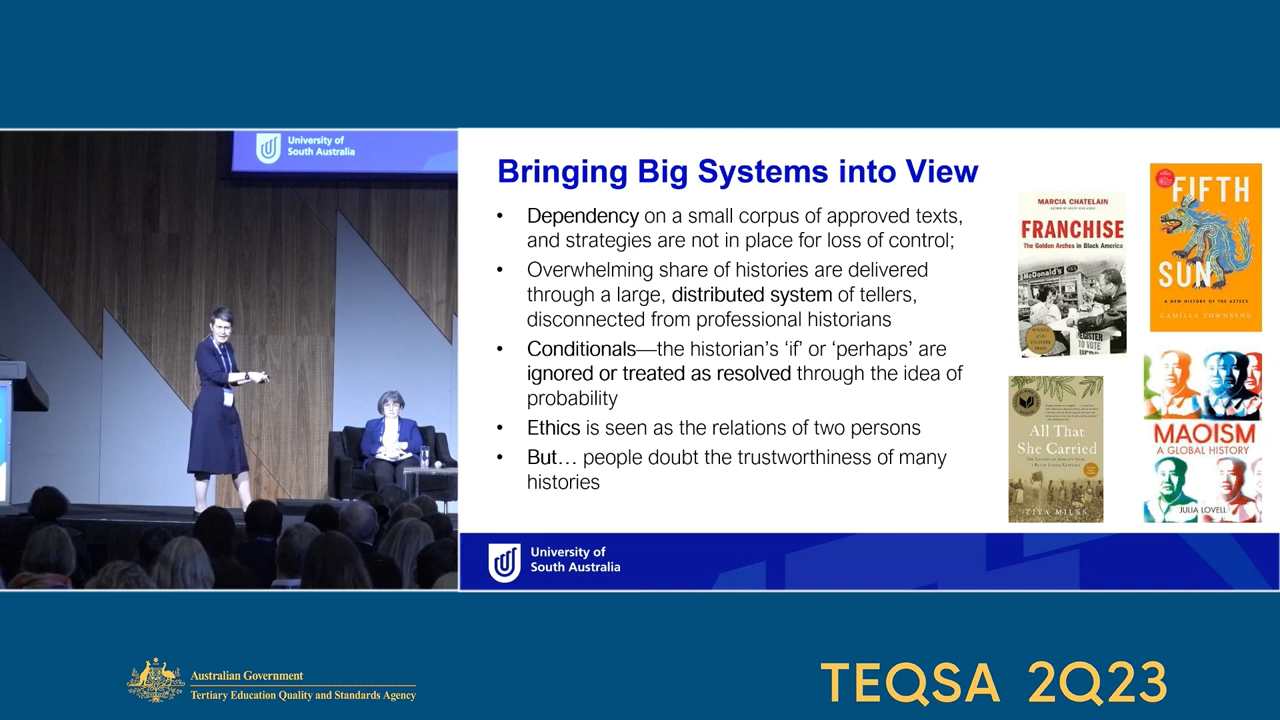 University of
South Australia
Bringing Big Systems into View
• Dependency on a small corpus of approved texts,
and strategies are not in place for loss of control;
• Overwhelming share of histories are delivered
through a large, distributed system of tellers,
disconnected from professional historians
• Conditionals—the historian’s ‘if’ or ‘perhaps’ are
ignored or treated as resolved through the idea of
probability
• Ethics is seen as the relations of two persons
• But… people doubt the trustworthiness of many
histories
MARCIA CHATELAIN
FRANCHISE
The Golden Arches in Black America
McDonald's
REGISTER
TO VOTE
HERE
FIFTH
SUN
A NEW HISTORY OF THE AZTECS
CAMILLA TOWNSEND
All That
She Carried
TIYA MILES
MAOISM
A GLOBAL HISTORY
JULIA LOVELL
University of
South Australia
Australian Government
Tertiary Education Quality and Standards Agency
TEQSA 2023